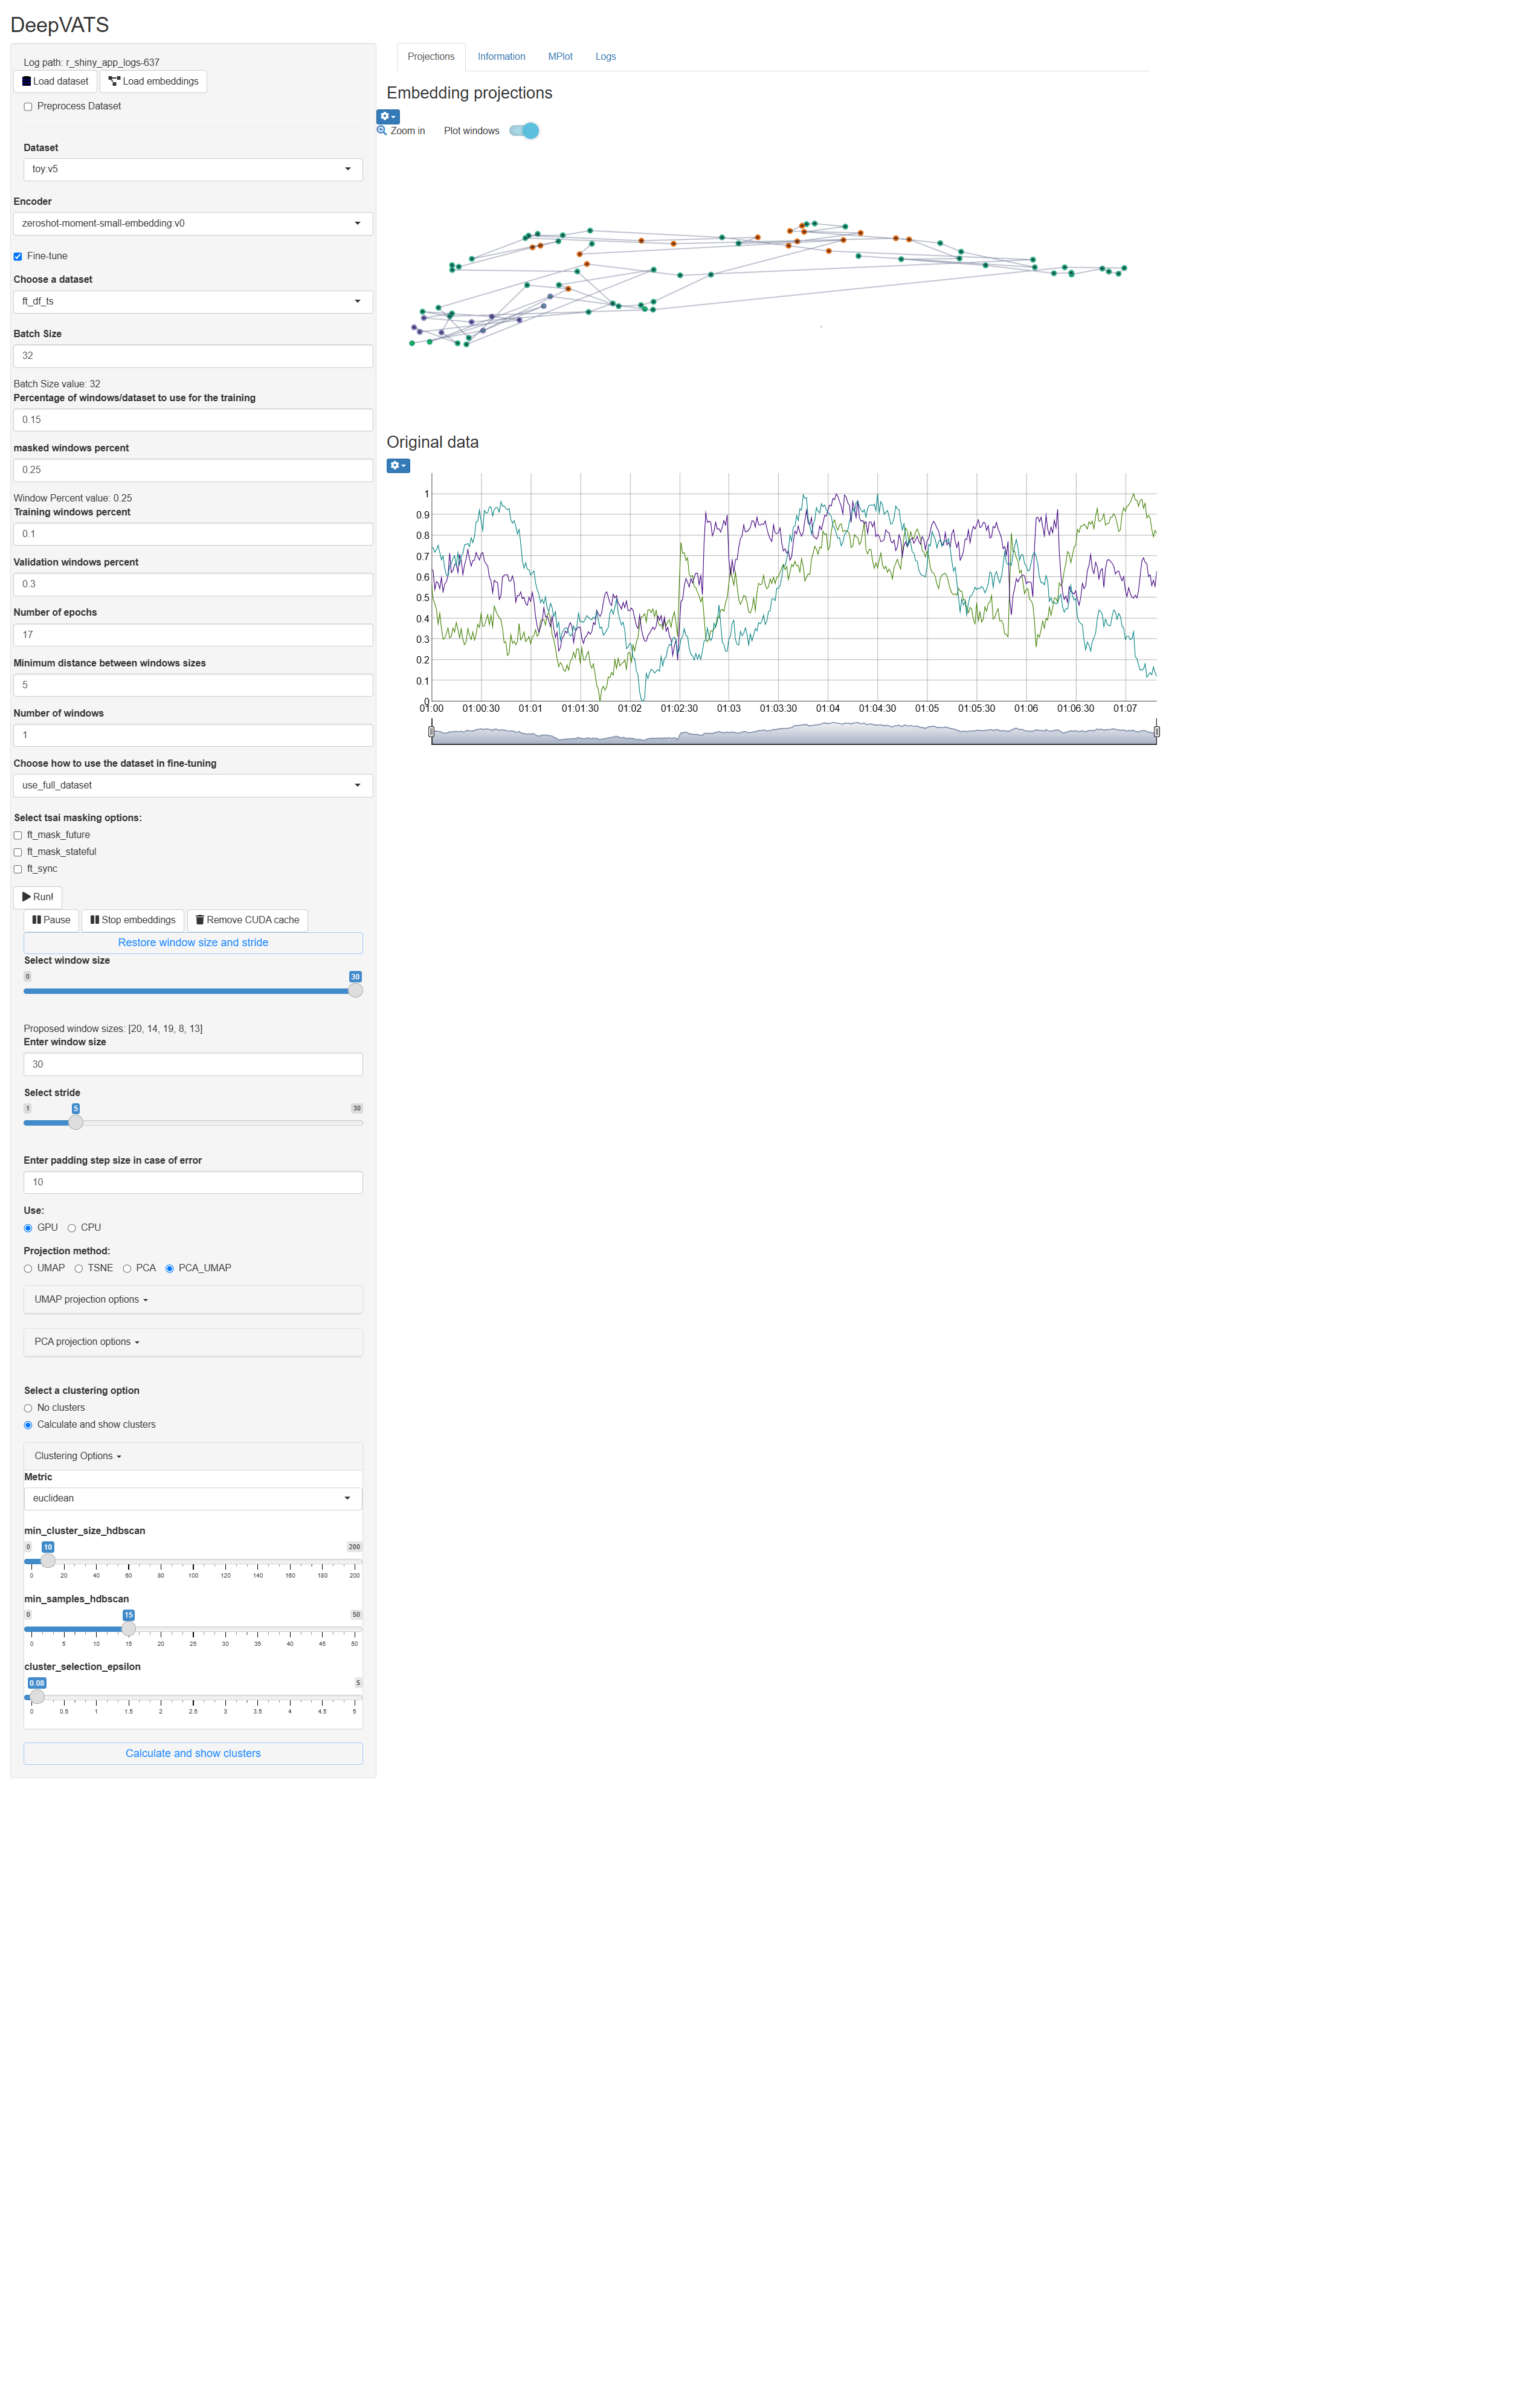 DeepVATS
Log path: r_shiny_app_logs-637
Load dataset Load embeddings
Preprocess Dataset
Dataset
toy:v5
Encoder
zeroshot-moment-small-embedding:v0
Fine-tune
Choose a dataset
ft_df_ts
Batch Size
32
Batch Size value: 32
Percentage of windows/dataset to use for the training
0.15
masked windows percent
0.25
Window Percent value: 0.25
Training windows percent
0.1
Validation windows percent
0.3
Number of epochs
17
Minimum distance between windows sizes
5
Number of windows
1
Choose how to use the dataset in fine-tuning
use_full_dataset
Select tsai masking options:
ft_mask_future
ft_mask_stateful
ft_sync
Run!
Pause Stop embeddings Remove CUDA cache
Restore window size and stride
Select window size
0 30
Proposed window sizes: [20, 14, 19, 8, 13]
Enter window size
30
Select stride
1 5 30
Enter padding step size in case of error
10
Use:
GPU CPU
Projection method:
UMAP TSNE PCA PCA_UMAP
UMAP projection options
PCA projection options
Select a clustering option
No clusters
Calculate and show clusters
Clustering Options
Metric
euclidean
min_cluster_size_hdbscan
0 10 200
0 20 40 60 80 100 120 140 160 180 200
min_samples_hdbscan
0 15 50
0 5 10 15 20 25 30 35 40 45 50
cluster_selection_epsilon
0.08 5
0 0.5 1 1.5 2 2.5 3 3.5 4 4.5 5
Calculate and show clusters
Projections Information MPlot Logs
Embedding projections
Zoom in Plot windows
Original data
1
0.9
0.8
0.7
0.6
0.5
0.4
0.3
0.2
0.1
0
01:00 01:00:30 01:01 01:01:30 01:02 01:02:30 01:03 01:03:30 01:04 01:04:30 01:05 01:05:30 01:06 01:06:30 01:07